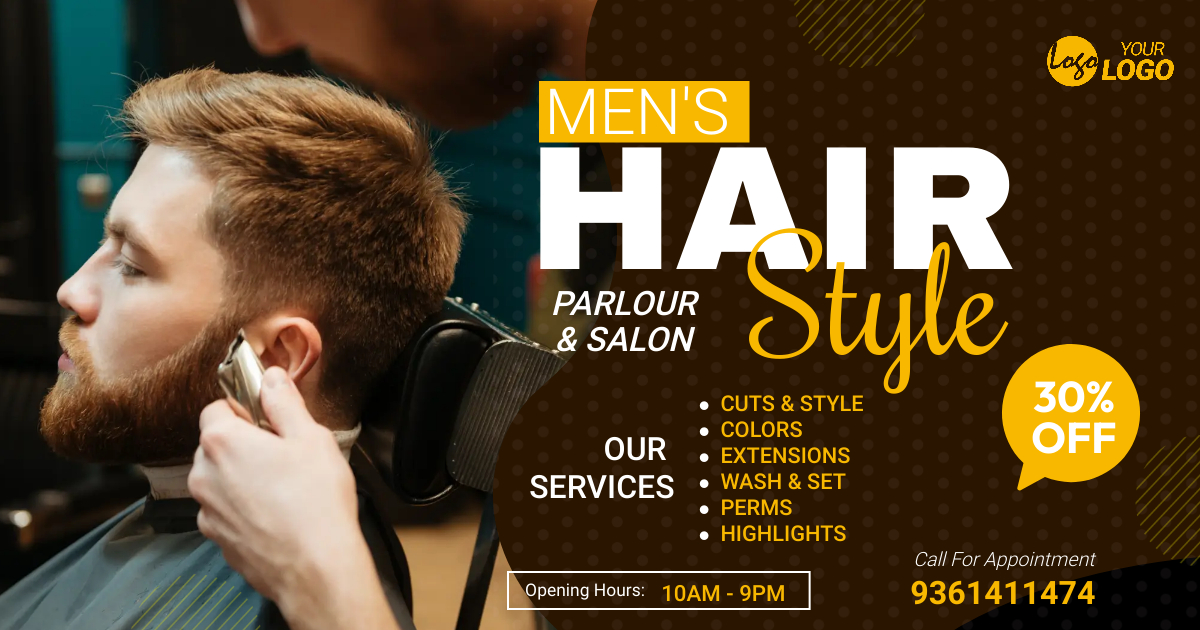 Logo YOUR
LOGO
MEN'S
HAIR
Style
PARLOUR
& SALON
30%
OFF
OUR
SERVICES
• CUTS & STYLE
• COLORS
• EXTENSIONS
• WASH & SET
• PERMS
• HIGHLIGHTS
Call For Appointment
9361411474
Opening Hours: 10AM - 9PM